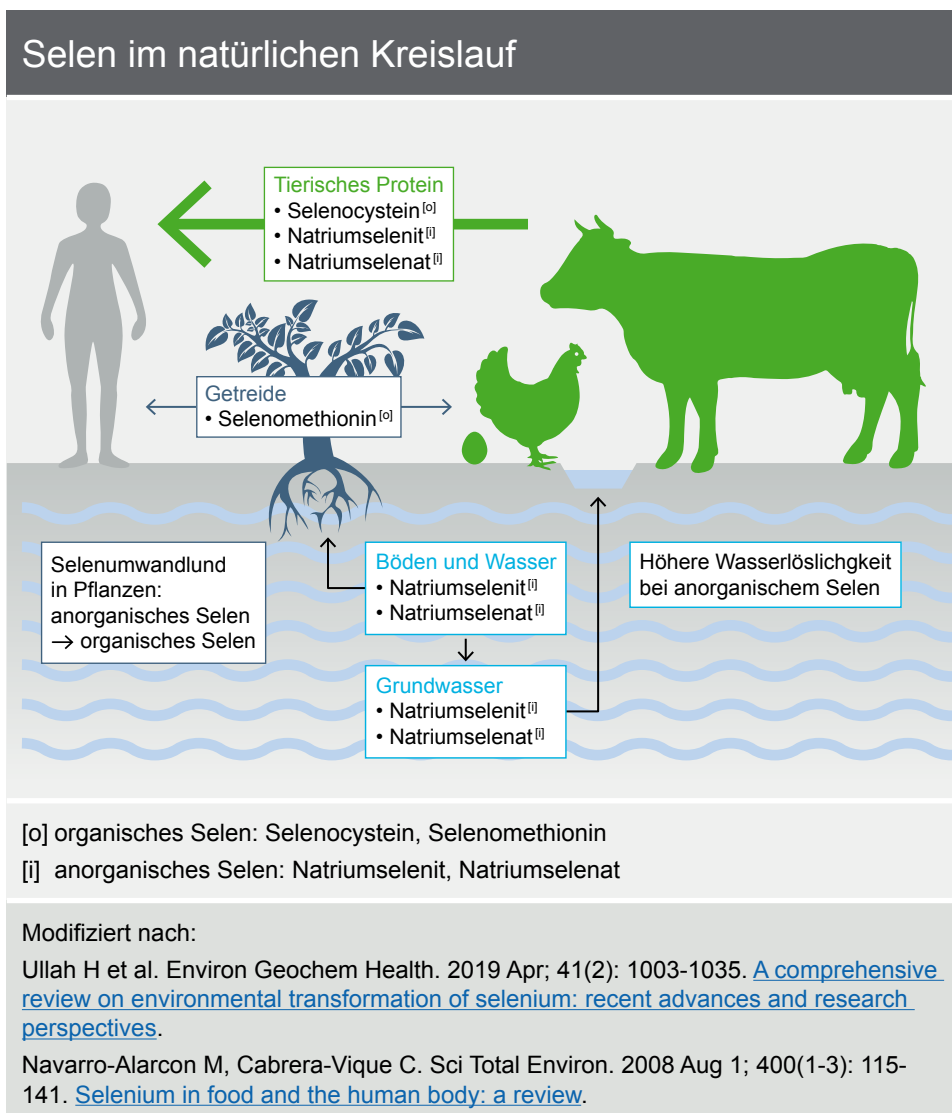 Selen im natürlichen Kreislauf
Tierisches Protein
• Selenocystein[o]
• Natriumselenit[i]
• Natriumselenat[i]
Getreide
• Selenomethionin[o]
Selenumwandlund
in Pflanzen:
anorganisches Selen
→ organisches Selen
Böden und Wasser
• Natriumselenit[i]
• Natriumselenat[i]
Höhere Wasserlöslichgkeit
bei anorganischem Selen
Grundwasser
• Natriumselenit[i]
• Natriumselenat[i]
[o] organisches Selen: Selenocystein, Selenomethionin
[i] anorganisches Selen: Natriumselenit, Natriumselenat
Modifiziert nach:
Ullah H et al. Environ Geochem Health. 2019 Apr; 41(2): 1003-1035. A comprehensive
review on environmental transformation of selenium: recent advances and research
perspectives.
Navarro-Alarcon M, Cabrera-Vique C. Sci Total Environ. 2008 Aug 1; 400(1-3): 115-
141. Selenium in food and the human body: a review.